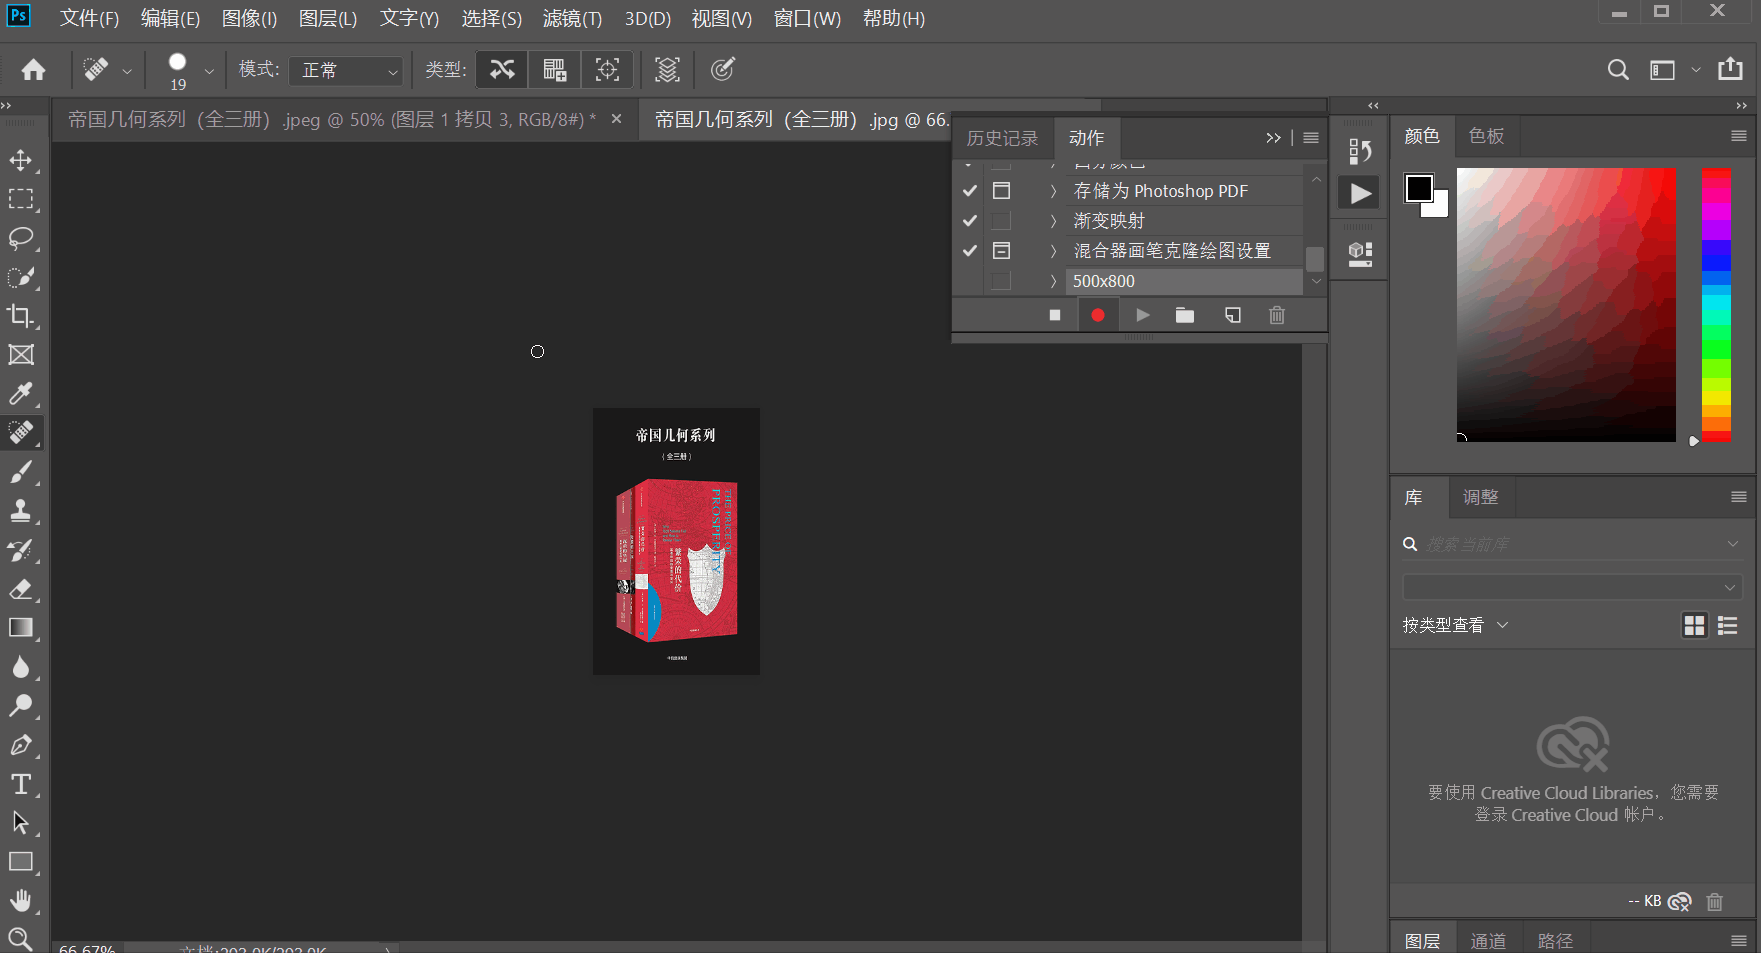 Ps 文件(F) 编辑(E) 图像(I) 图层(L) 文字(Y) 选择(S) 滤镜(T) 3D(D) 视图(V) 窗口(W) 帮助(H)
19 模式: 正常 类型:
帝国几何系列（全三册）.jpeg @ 50% (图层 1 拷贝 3, RGB/8#) * × 帝国几何系列（全三册）.jpg @ 66.
历史记录 动作
存储为 Photoshop PDF
渐变映射
混合器画笔克隆绘图设置
500x800
颜色 色板
帝国几何系列
（全三册）
THE PRICE OF
PROSPERITY
繁荣的代价
库 调整
搜索当前库
按类型查看
要使用 Creative Cloud Libraries，您需要
登录 Creative Cloud 帐户。
-- KB
图层 通道 路径
66.67% 文档:293.0K/293.0K